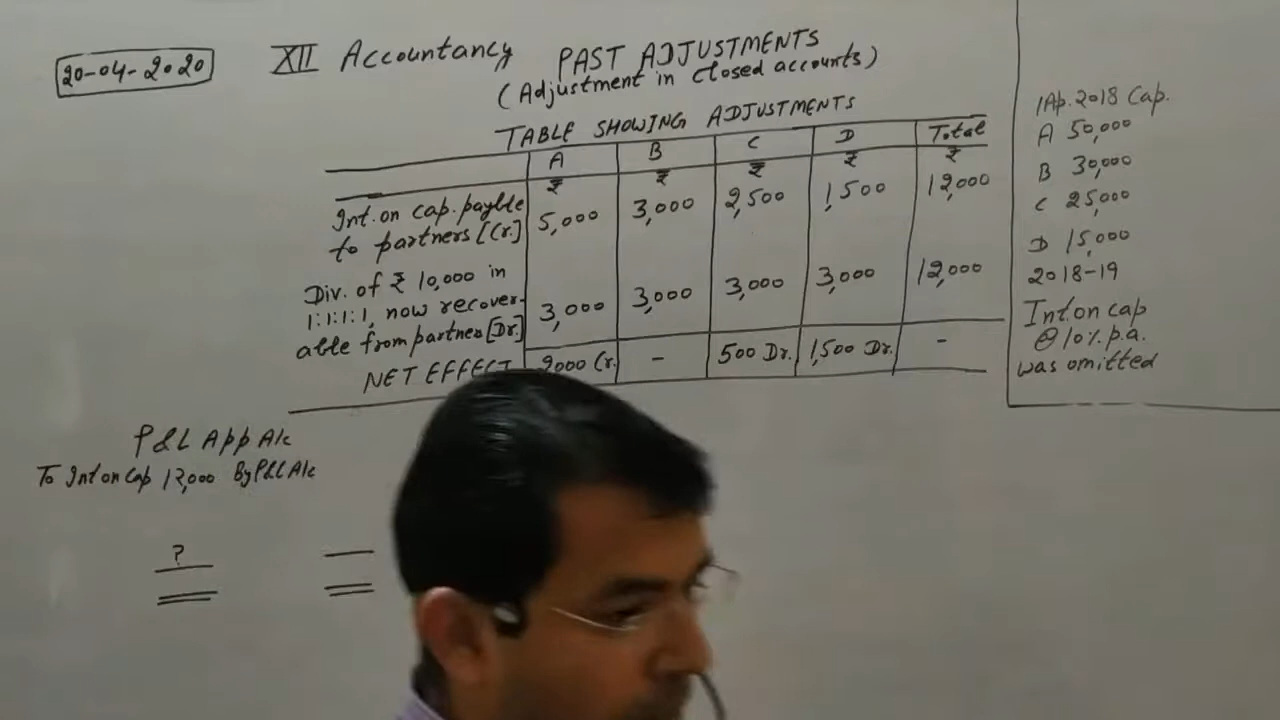 20-04-2020
XII Accountancy PAST ADJUSTMENTS
(Adjustment in closed accounts)
TABLE SHOWING ADJUSTMENTS
A B C D Total
₹ ₹ ₹ ₹ ₹
Int. on cap. payble
to partners [Cr.] 5,000 3,000 2,500 1,500 12,000
Div. of ₹ 10,000 in
1:1:1:1, now recover-
able from partners [Dr.] 3,000 3,000 3,000 3,000 12,000
NET EFFECT 2000 Cr. - 500 Dr. 1,500 Dr. -
1 Ap. 2018 Cap.
A 50,000
B 30,000
C 25,000
D 15,000
2018-19
Int. on cap
@ 10% p.a.
was omitted
P&L App A/c
To Int on Cap 12,000 By P&L A/c
?